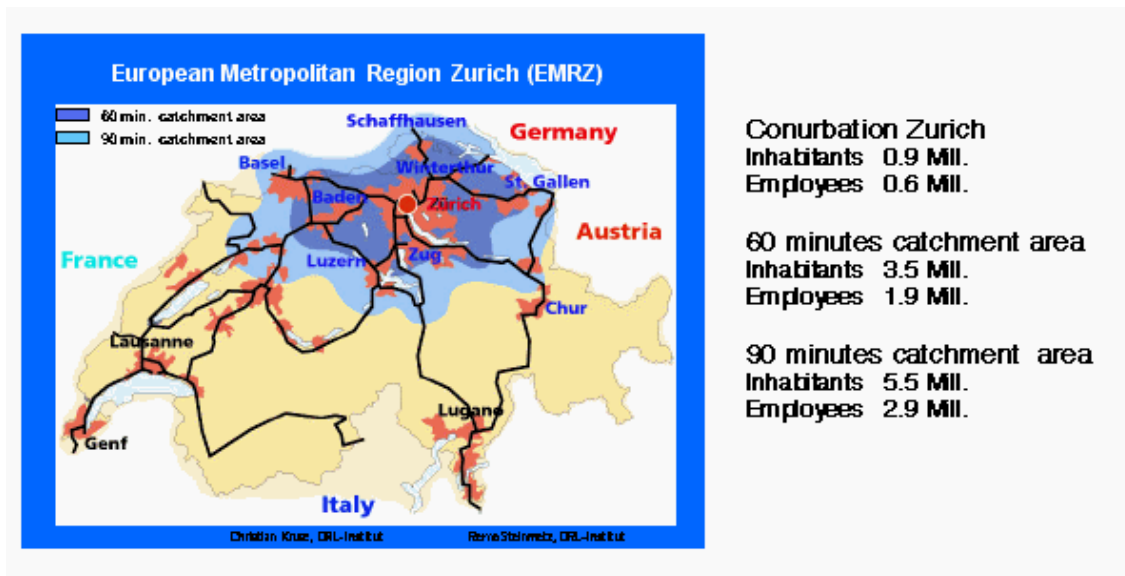 European Metropolitan Region Zurich (EMRZ)
60 min. catchment area
90 min. catchment area
Schaffhausen
Germany
Basel
Winterthur
St. Gallen
Baden
Zürich
Austria
France
Luzern
Zug
Chur
Lausanne
Lugano
Genf
Italy
Christian Kruse, ORL-Institut
Remo Steinmetz, ORL-Institut
Conurbation Zurich
Inhabitants 0.9 Mill.
Employees 0.6 Mill.
60 minutes catchment area
Inhabitants 3.5 Mill.
Employees 1.9 Mill.
90 minutes catchment area
Inhabitants 5.5 Mill.
Employees 2.9 Mill.